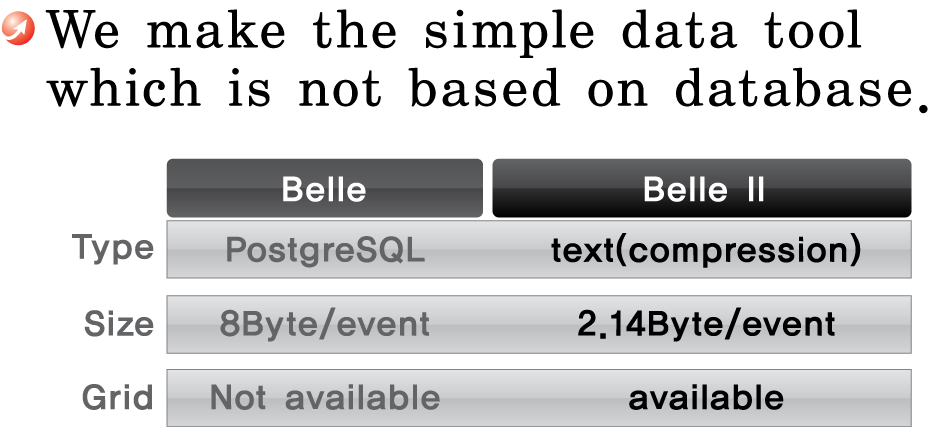 We make the simple data tool
which is not based on database.
Belle Belle II
Type PostgreSQL text(compression)
Size 8Byte/event 2.14Byte/event
Grid Not available available